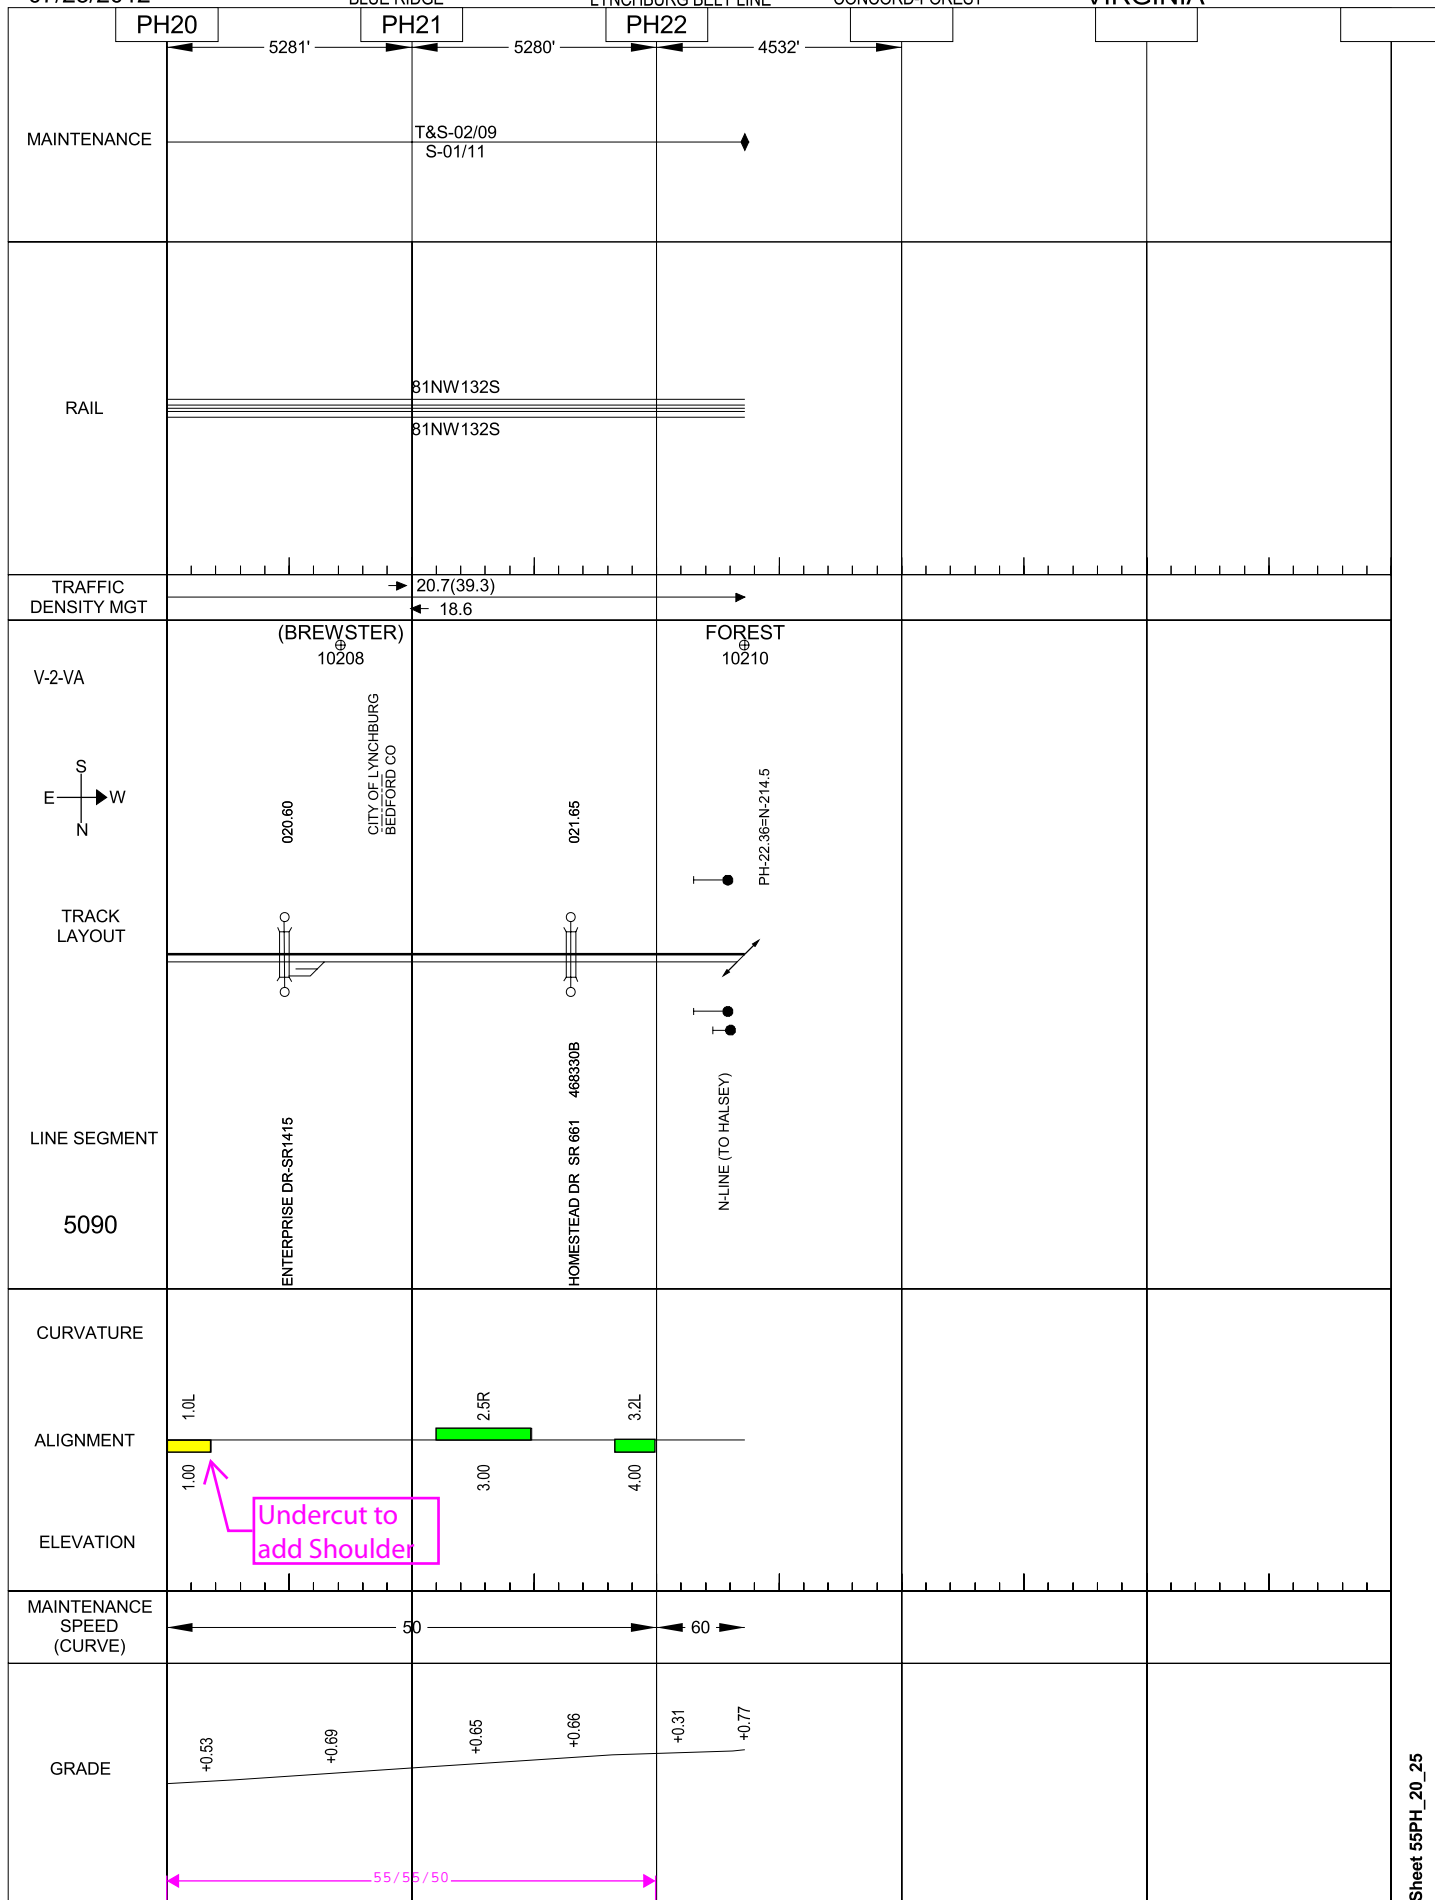 PH20
PH21
PH22
5281'
5280'
4532'
MAINTENANCE
T&S-02/09
S-01/11
RAIL
81NW132S
81NW132S
TRAFFIC
DENSITY MGT
20.7(39.3)
18.6
(BREWSTER)
10208
FOREST
10210
V-2-VA
S
E
W
N
CITY OF LYNCHBURG
BEDFORD CO
020.60
021.65
PH-22.36=N-214.5
TRACK
LAYOUT
LINE SEGMENT
5090
ENTERPRISE DR-SR1415
HOMESTEAD DR SR 661 468330B
N-LINE (TO HALSEY)
CURVATURE
1.0L
2.5R
3.2L
ALIGNMENT
1.00
3.00
4.00
Undercut to
add Shoulder
ELEVATION
MAINTENANCE
SPEED
(CURVE)
50
60
GRADE
+0.53
+0.69
+0.65
+0.66
+0.31
+0.77
55/55/50
Sheet 55PH_20_25